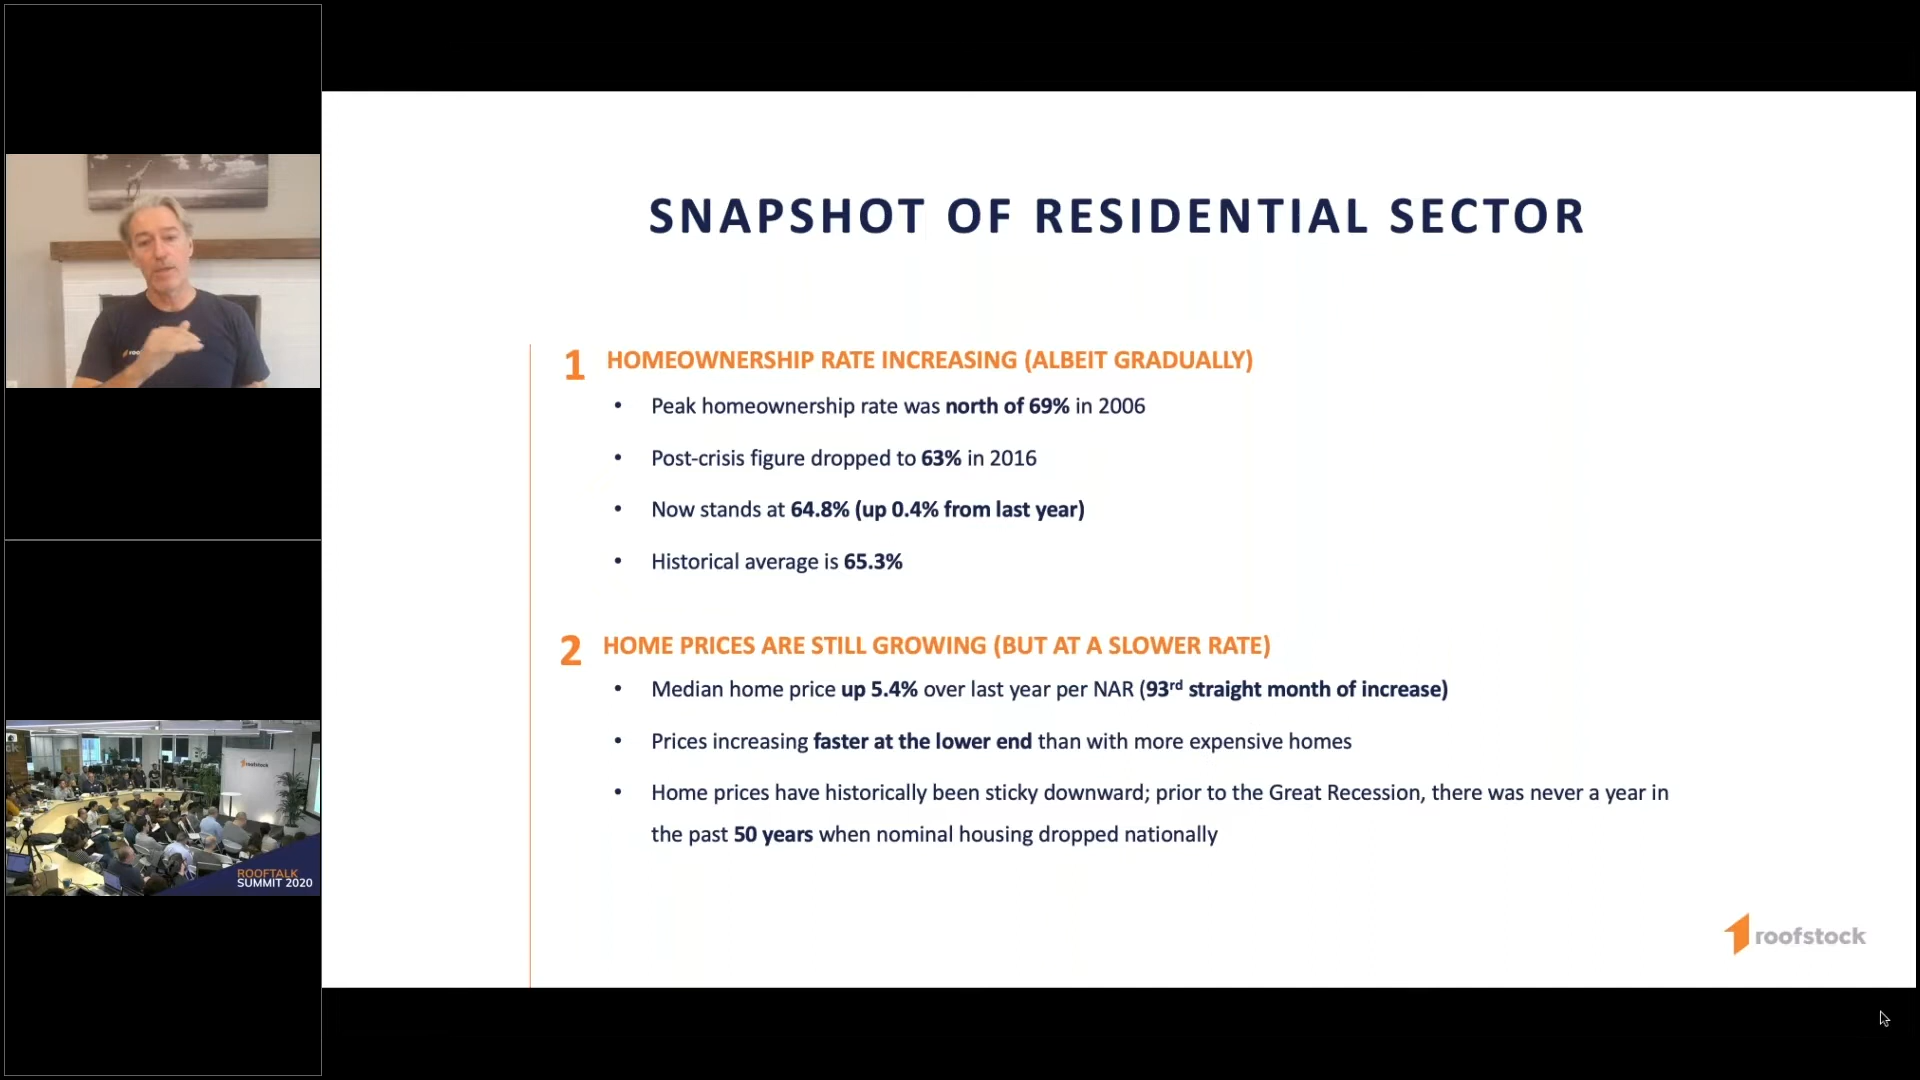 SNAPSHOT OF RESIDENTIAL SECTOR
1 HOMEOWNERSHIP RATE INCREASING (ALBEIT GRADUALLY)
• Peak homeownership rate was north of 69% in 2006
• Post-crisis figure dropped to 63% in 2016
• Now stands at 64.8% (up 0.4% from last year)
• Historical average is 65.3%
2 HOME PRICES ARE STILL GROWING (BUT AT A SLOWER RATE)
• Median home price up 5.4% over last year per NAR (93rd straight month of increase)
• Prices increasing faster at the lower end than with more expensive homes
• Home prices have historically been sticky downward; prior to the Great Recession, there was never a year in
the past 50 years when nominal housing dropped nationally
roofstock
roofstock
ROOFTALK
SUMMIT 2020